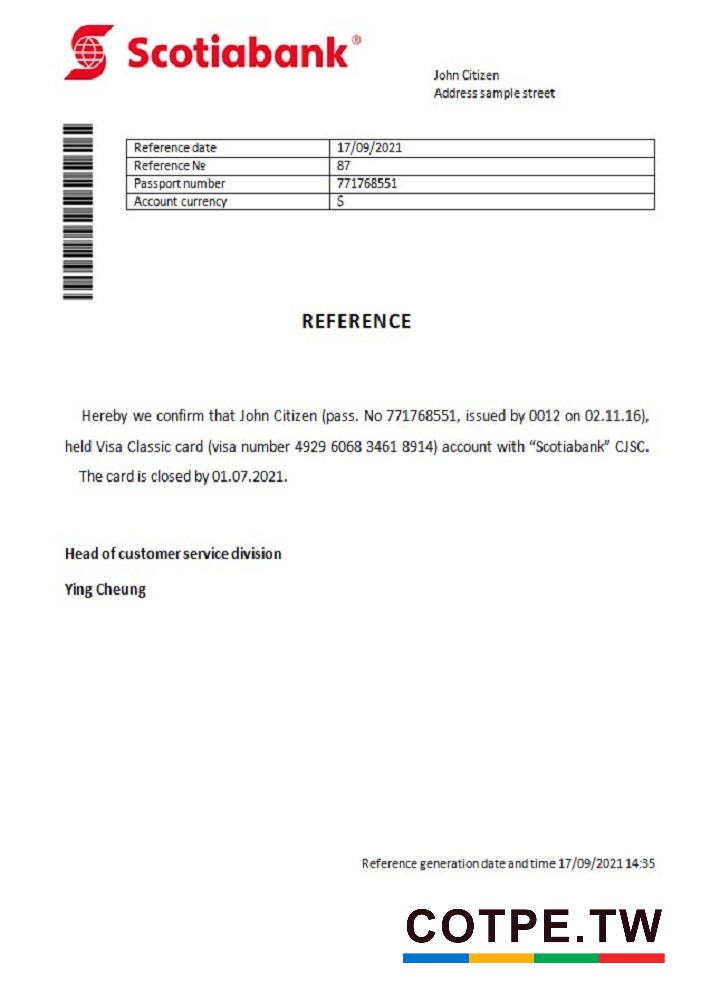 Scotiabank®
John Citizen
Address sample street
Reference date 17/09/2021
Reference № 87
Passport number 771768551
Account currency $
REFERENCE
Hereby we confirm that John Citizen (pass. No 771768551, issued by 0012 on 02.11.16),
held Visa Classic card (visa number 4929 6068 3461 8914) account with “Scotiabank” CJSC.
The card is closed by 01.07.2021.
Head of customer service division
Ying Cheung
Reference generation date and time 17/09/2021 14:35
COTPE.TW